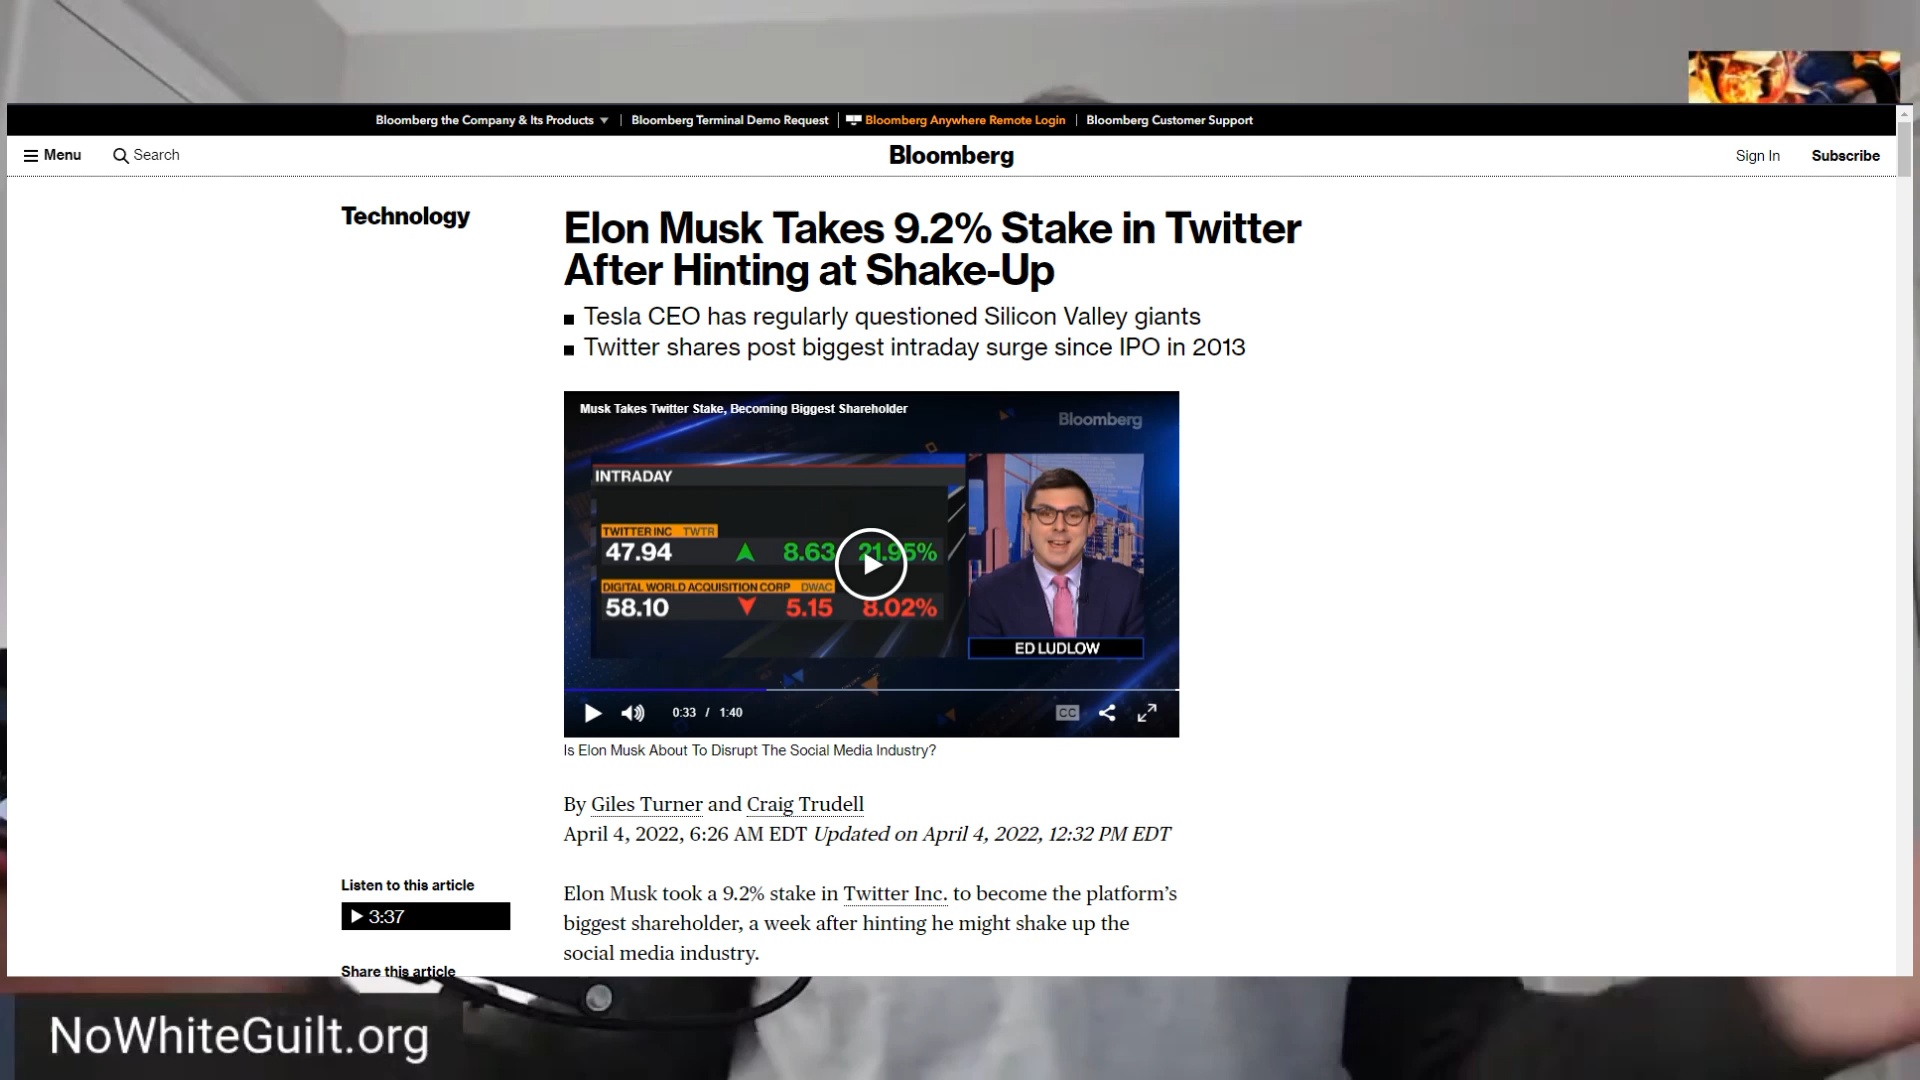 Bloomberg the Company & Its Products
Bloomberg Terminal Demo Request
Bloomberg Anywhere Remote Login
Bloomberg Customer Support
Menu
Search
Bloomberg
Sign In
Subscribe
Technology
Elon Musk Takes 9.2% Stake in Twitter
After Hinting at Shake-Up
Tesla CEO has regularly questioned Silicon Valley giants
Twitter shares post biggest intraday surge since IPO in 2013
Musk Takes Twitter Stake, Becoming Biggest Shareholder
Bloomberg
INTRADAY
TWITTER INC TWTR
47.94 8.63 21.95%
DIGITAL WORLD ACQUISITION CORP DWAC
58.10 5.15 8.02%
ED LUDLOW
0:33 / 1:40
CC
Is Elon Musk About To Disrupt The Social Media Industry?
By Giles Turner and Craig Trudell
April 4, 2022, 6:26 AM EDT Updated on April 4, 2022, 12:32 PM EDT
Listen to this article
3:37
Share this article
Elon Musk took a 9.2% stake in Twitter Inc. to become the platform’s
biggest shareholder, a week after hinting he might shake up the
social media industry.
NoWhiteGuilt.org